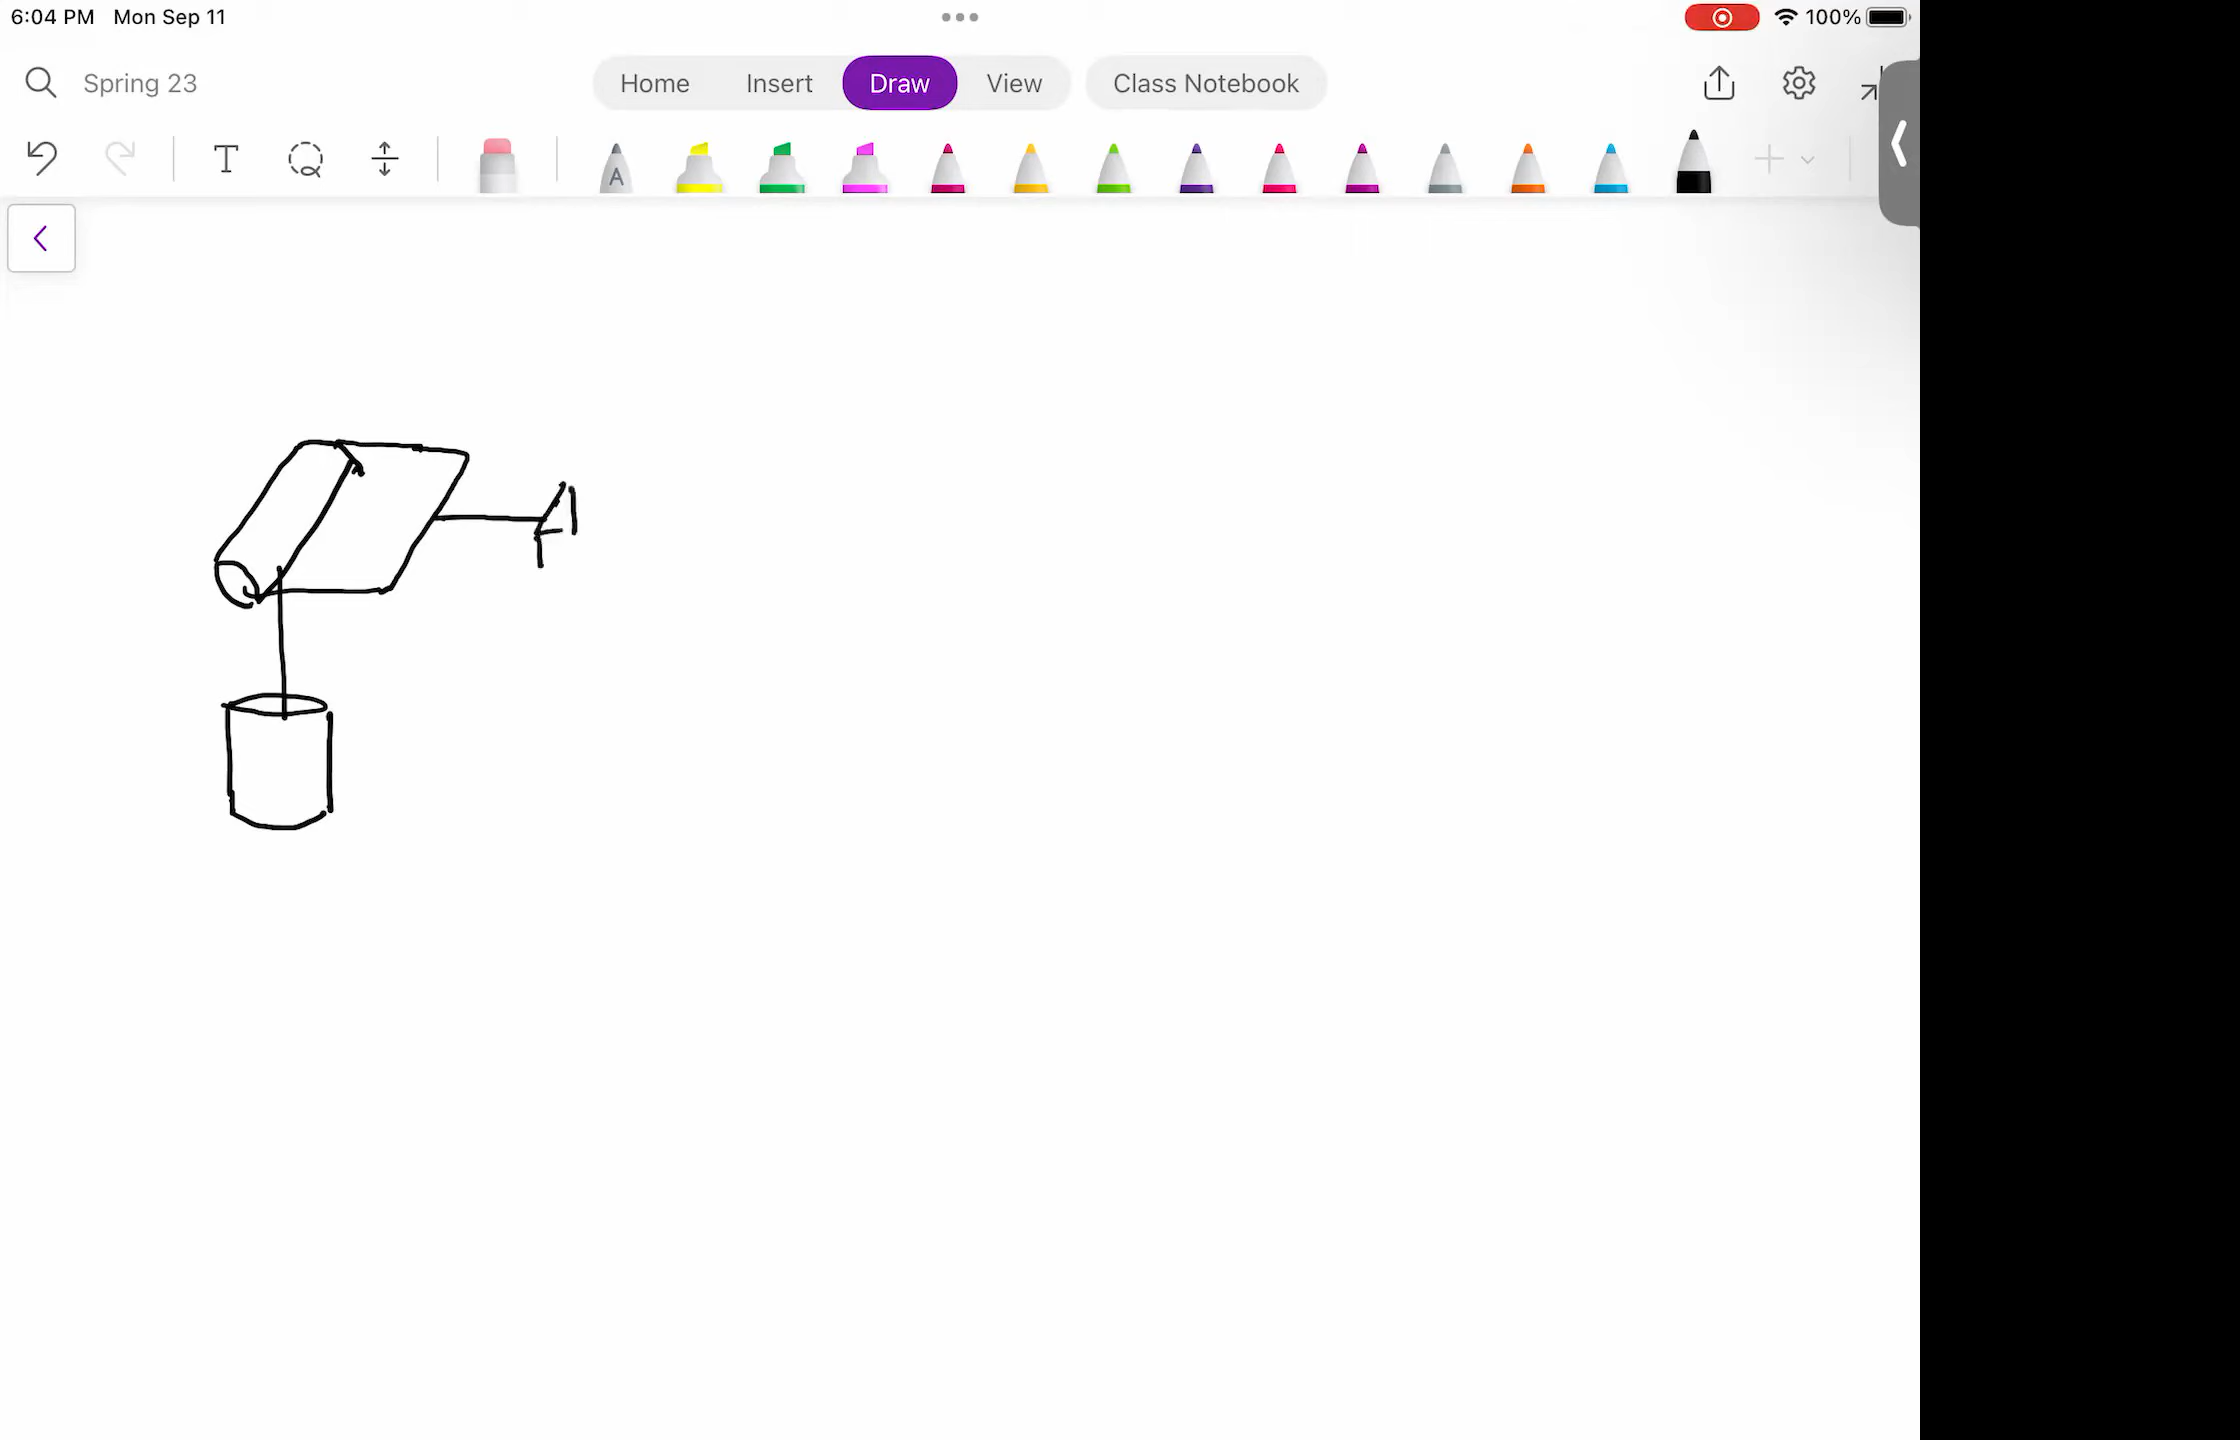 6:04 PM Mon Sep 11 100%
Spring 23 Home Insert Draw View Class Notebook
T A